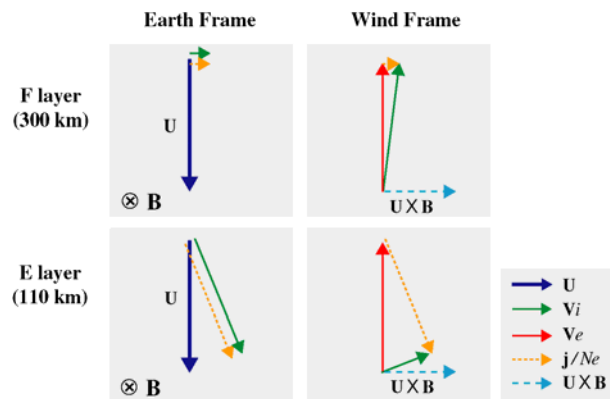 Earth Frame
Wind Frame
F layer
(300 km)
U
⊗ B
U X B
E layer
(110 km)
U
⊗ B
U X B
U
Vi
Ve
j/Ne
U X B